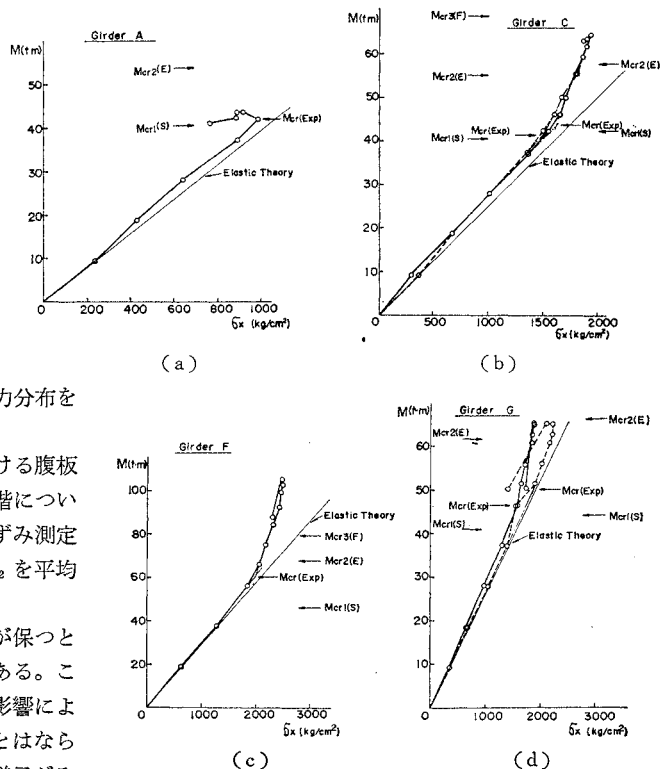 Girder A
M(t·m)
50
40
30
20
10
0
Mcr2(E)
Mcr1(S)
Mcr(Exp)
Elastic Theory
200
400
600
800
1000
σx (kg/cm²)
(a)
Girder C
M(t·m)
60
50
40
30
20
10
0
Mcr3(F)
Mcr2(E)
Mcr1(S)
Mcr(Exp)
Mcr2(E)
Mcr(Exp)
Mcr1(S)
Elastic Theory
500
1000
1500
2000
σx (kg/cm²)
(b)
力分布を
ける腹板
階につい
ずみ測定
を平均
が保つと
ある。こ
影響によ
とはなら
Girder F
M(t·m)
100
80
60
40
20
0
Elastic Theory
Mcr3(F)
Mcr2(E)
Mcr(Exp)
Mcr1(S)
1000
2000
3000
σx (kg/cm²)
(c)
Girder G
M(t·m)
60
50
40
30
20
10
0
Mcr2(E)
Mcr(Exp)
Mcr1(S)
Mcr2(E)
Mcr(Exp)
Mcr1(S)
Elastic Theory
1000
2000
3000
σx (kg/cm²)
(d)